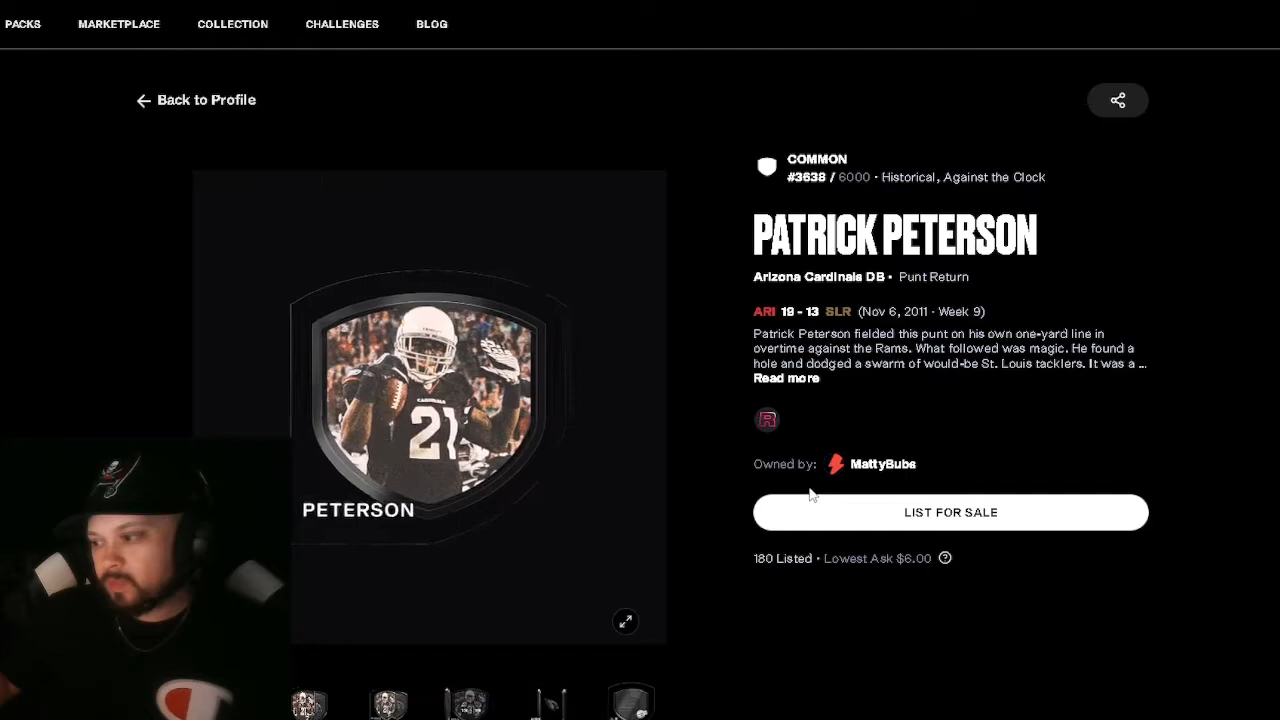 PACKS MARKETPLACE COLLECTION CHALLENGES BLOG
Back to Profile
COMMON
#3638 / 6000 · Historical, Against the Clock
PATRICK PETERSON
Arizona Cardinals DB · Punt Return
ARI 19 - 13 SLR (Nov 6, 2011 · Week 9)
Patrick Peterson fielded this punt on his own one-yard line in
overtime against the Rams. What followed was magic. He found a
hole and dodged a swarm of would-be St. Louis tacklers. It was a ...
Read more
R
Owned by: MattyBubs
LIST FOR SALE
180 Listed · Lowest Ask $6.00 ?
CARDINALS
21
PETERSON